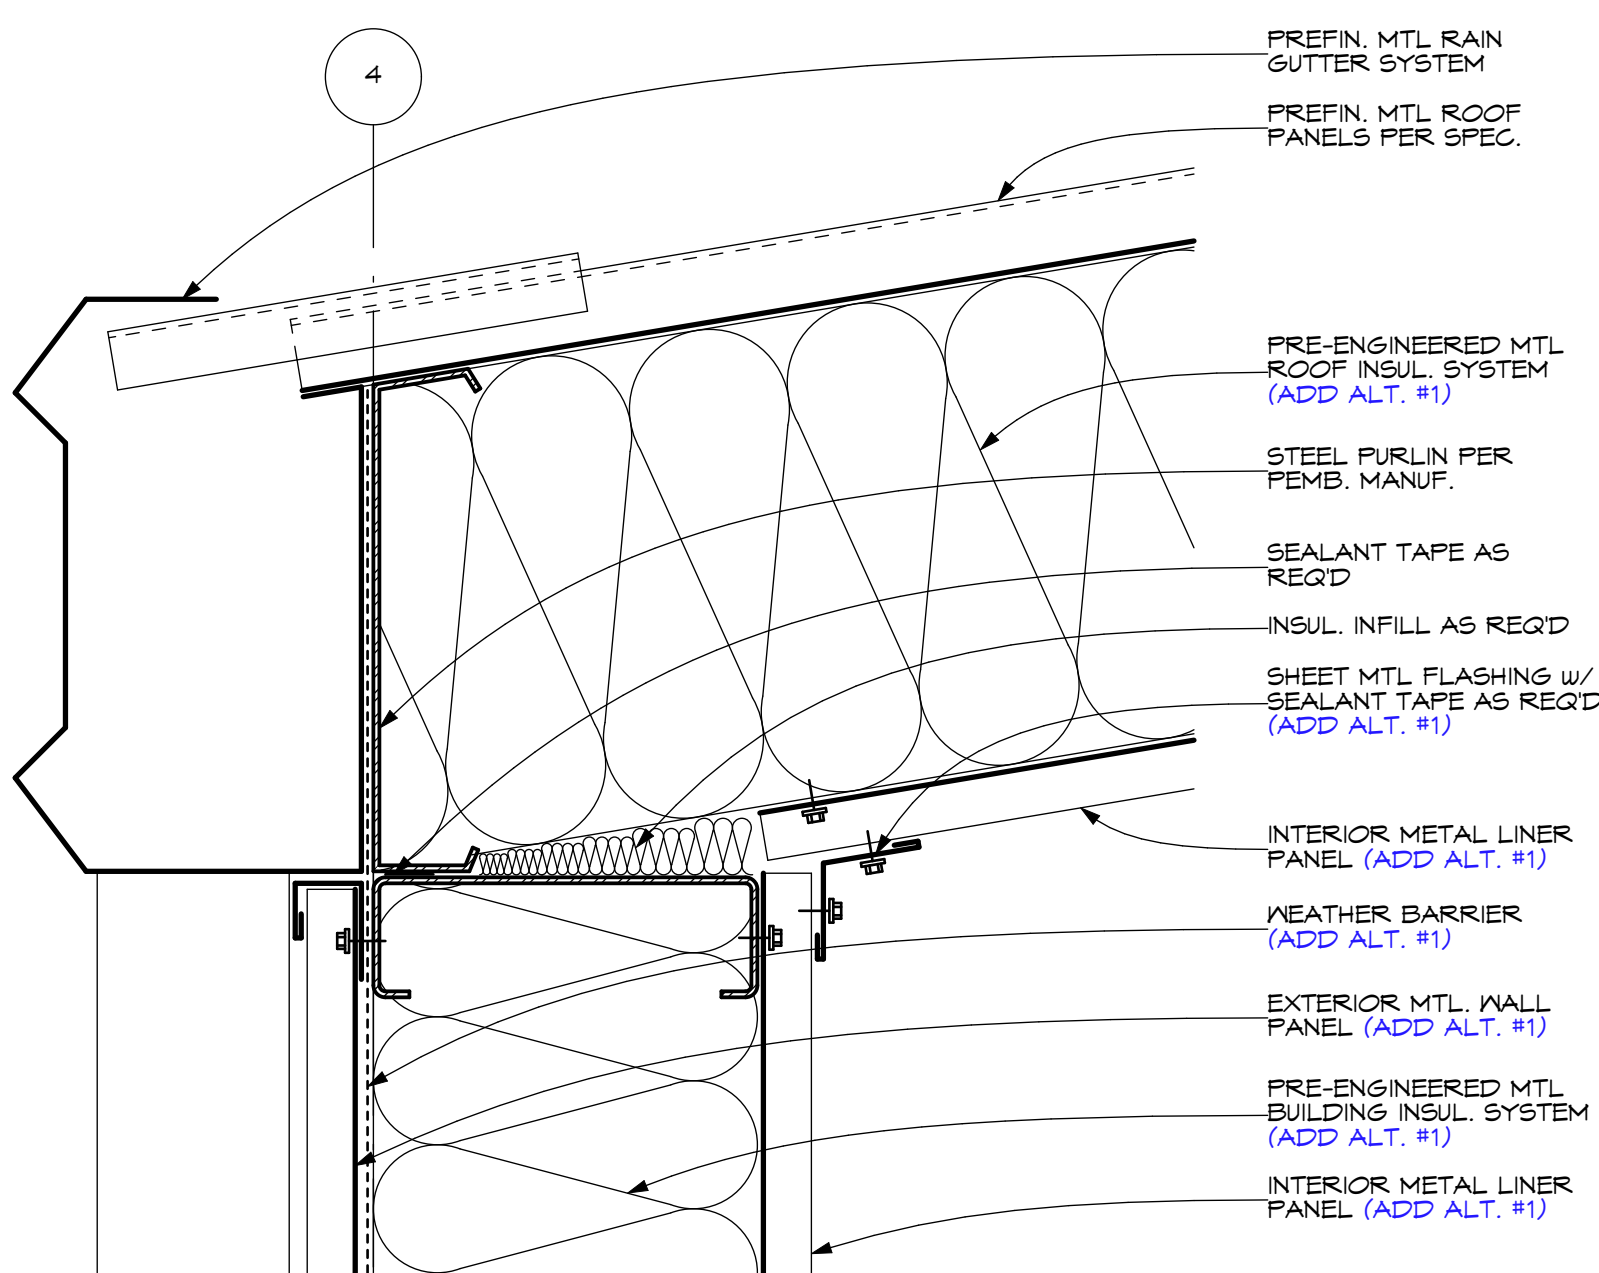 4
PREFIN. MTL RAIN
GUTTER SYSTEM
PREFIN. MTL ROOF
PANELS PER SPEC.
PRE-ENGINEERED MTL
ROOF INSUL. SYSTEM
(ADD ALT. #1)
STEEL PURLIN PER
PEMB. MANUF.
SEALANT TAPE AS
REQ'D
INSUL. INFILL AS REQ'D
SHEET MTL FLASHING W/
SEALANT TAPE AS REQ'D
(ADD ALT. #1)
INTERIOR METAL LINER
PANEL (ADD ALT. #1)
WEATHER BARRIER
(ADD ALT. #1)
EXTERIOR MTL. WALL
PANEL (ADD ALT. #1)
PRE-ENGINEERED MTL
BUILDING INSUL. SYSTEM
(ADD ALT. #1)
INTERIOR METAL LINER
PANEL (ADD ALT. #1)